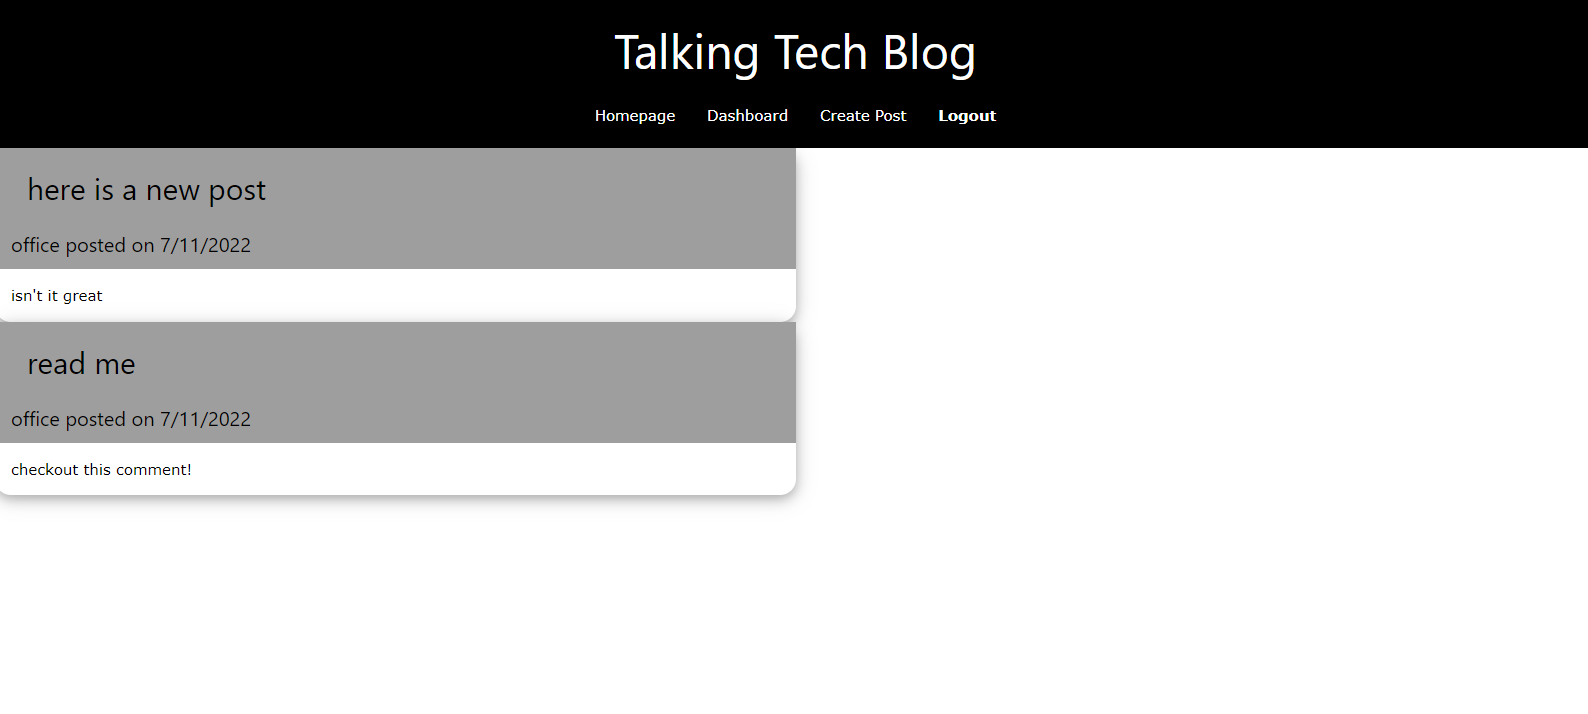 Talking Tech Blog
Homepage Dashboard Create Post Logout
here is a new post
office posted on 7/11/2022
isn't it great
read me
office posted on 7/11/2022
checkout this comment!